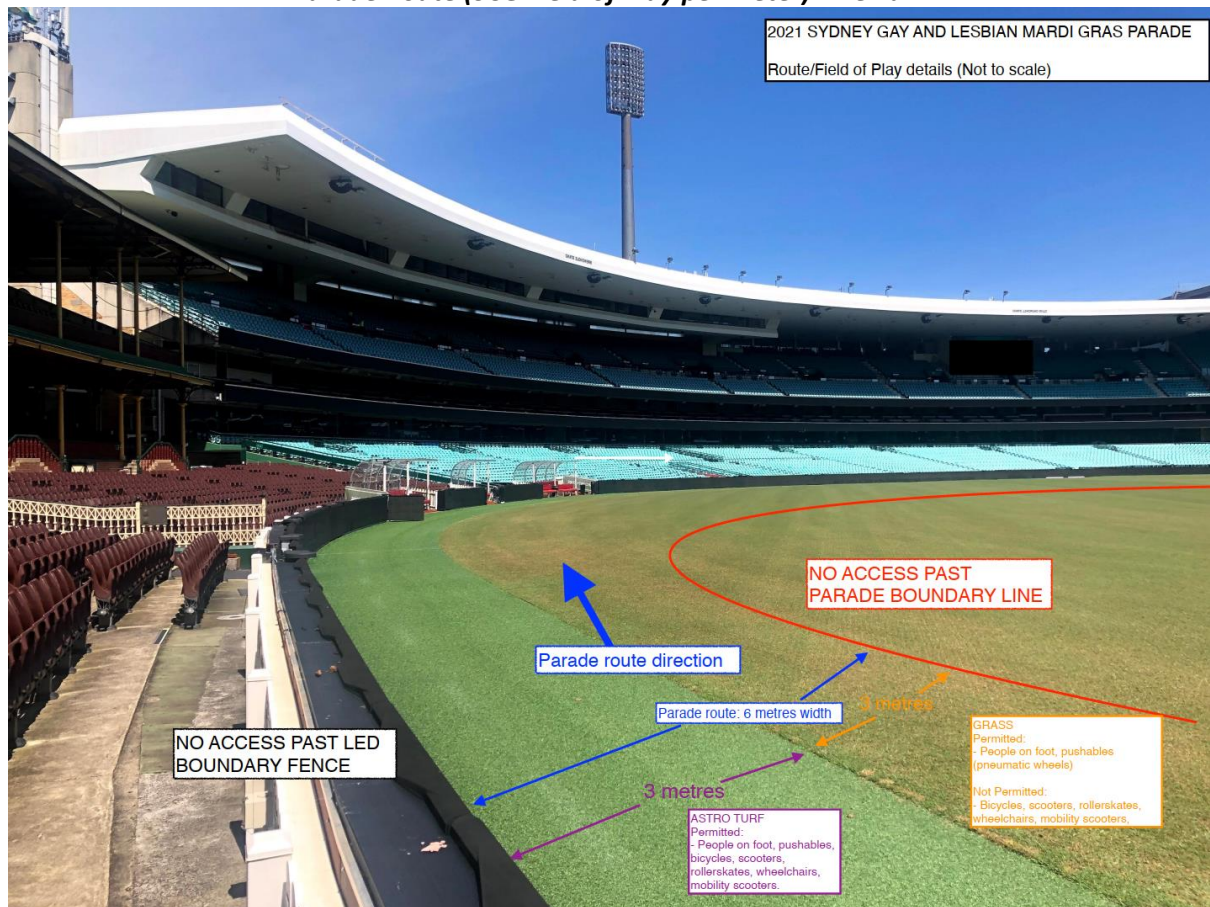 2021 SYDNEY GAY AND LESBIAN MARDI GRAS PARADE
Route/Field of Play details (Not to scale)
NO ACCESS PAST
PARADE BOUNDARY LINE
Parade route direction
Parade route: 6 metres width
3 metres
GRASS
Permitted:
- People on foot, pushables
(pneumatic wheels)
Not Permitted:
- Bicycles, scooters, rollerskates,
wheelchairs, mobility scooters,
NO ACCESS PAST LED
BOUNDARY FENCE
3 metres
ASTRO TURF
Permitted:
- People on foot, pushables,
bicycles, scooters,
rollerskates, wheelchairs,
mobility scooters.